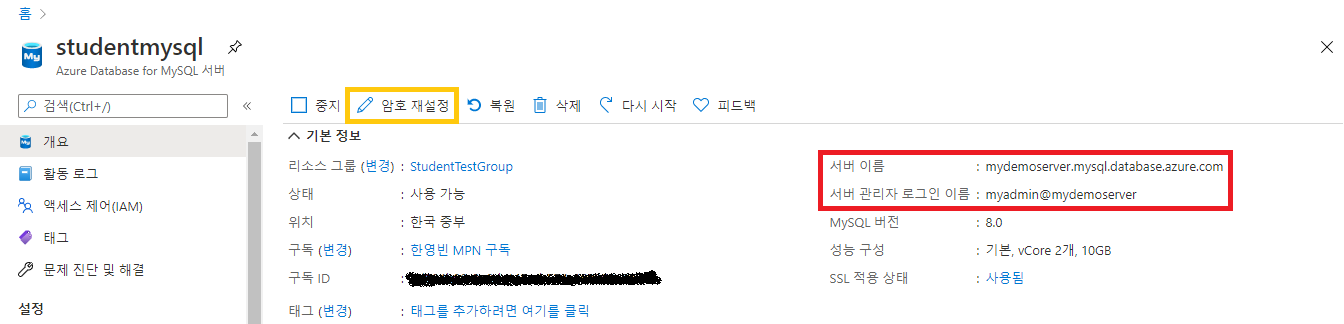 홈
studentmysql
Azure Database for MySQL 서버
검색(Ctrl+/)
개요
활동 로그
액세스 제어(IAM)
태그
문제 진단 및 해결
설정
중지 암호 재설정 복원 삭제 다시 시작 피드백
기본 정보
리소스 그룹 (변경) : StudentTestGroup
상태 : 사용 가능
위치 : 한국 중부
구독 (변경) : 한영빈 MPN 구독
구독 ID :
태그 (변경) : 태그를 추가하려면 여기를 클릭
서버 이름 : mydemoserver.mysql.database.azure.com
서버 관리자 로그인 이름 : myadmin@mydemoserver
MySQL 버전 : 8.0
성능 구성 : 기본, vCore 2개, 10GB
SSL 적용 상태 : 사용됨